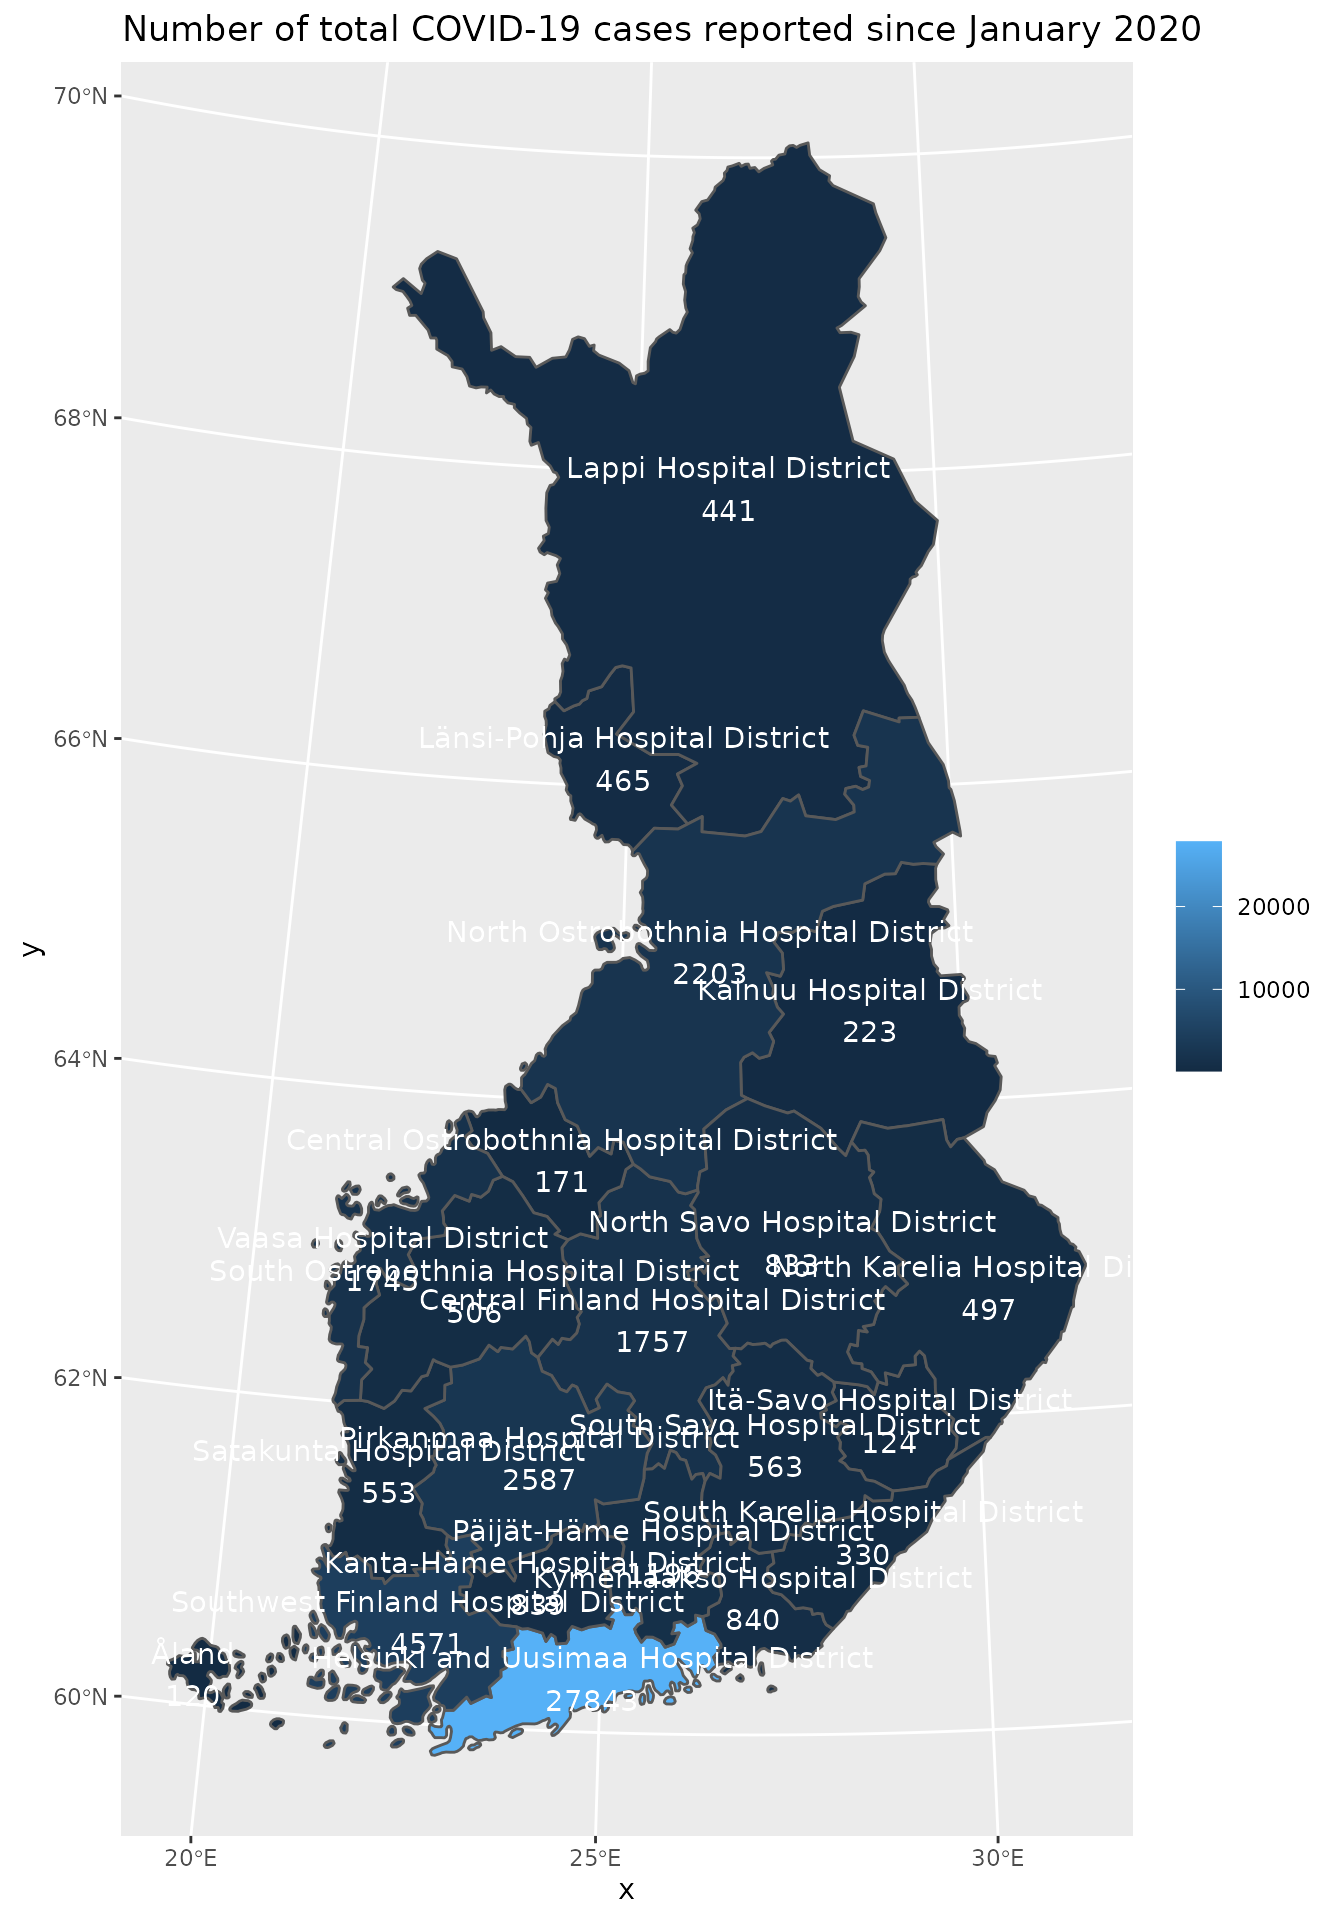 Number of total COVID-19 cases reported since January 2020
70°N
68°N
66°N
64°N
62°N
60°N
y
Lappi Hospital District
441
Länsi-Pohja Hospital District
465
North Ostrobothnia Hospital District
2203
Kainuu Hospital District
223
Central Ostrobothnia Hospital District
171
North Savo Hospital District
833
Vaasa Hospital District
1745
North Karelia Hospital Di
497
South Ostrobothnia Hospital District
506
Central Finland Hospital District
1757
Itä-Savo Hospital District
124
South Savo Hospital District
563
Pirkanmaa Hospital District
2587
Satakunta Hospital District
553
South Karelia Hospital District
330
Päijät-Häme Hospital District
1196
Kanta-Häme Hospital District
839
Kymenlaakso Hospital District
840
Southwest Finland Hospital District
4571
Åland
120
Helsinki and Uusimaa Hospital District
27843
20000
10000
20°E
25°E
30°E
x